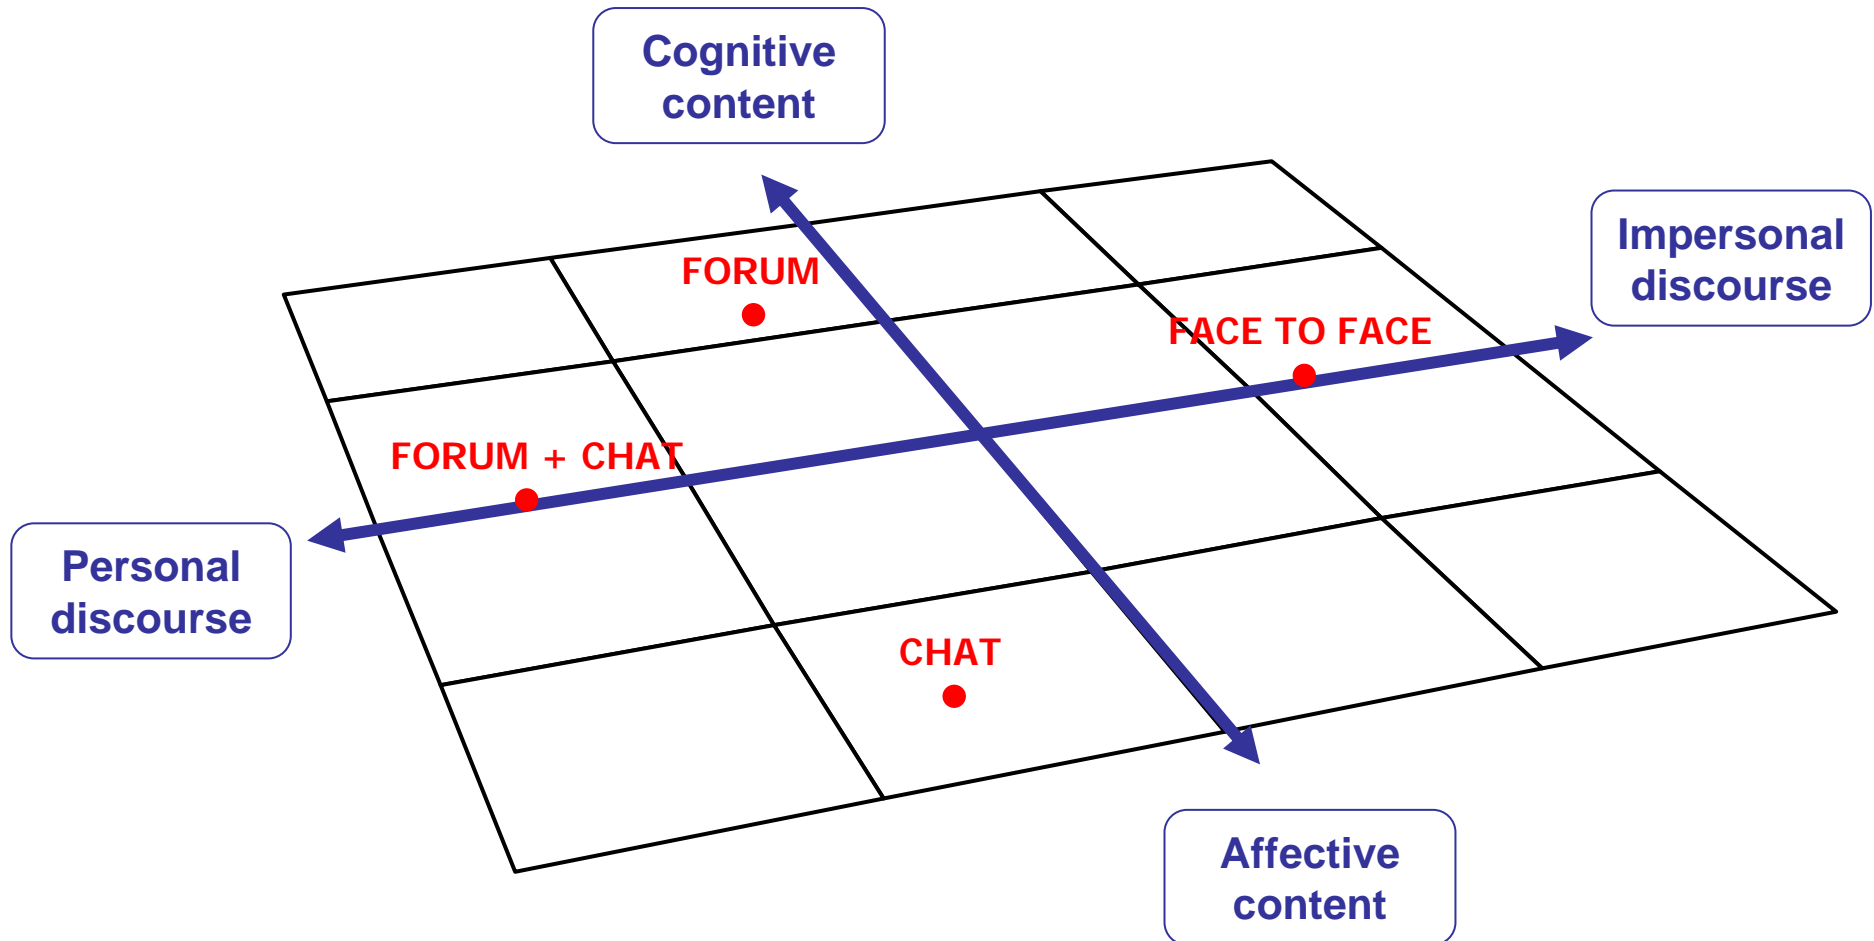 Cognitive
content
Impersonal
discourse
FORUM
FACE TO FACE
FORUM + CHAT
Personal
discourse
CHAT
Affective
content